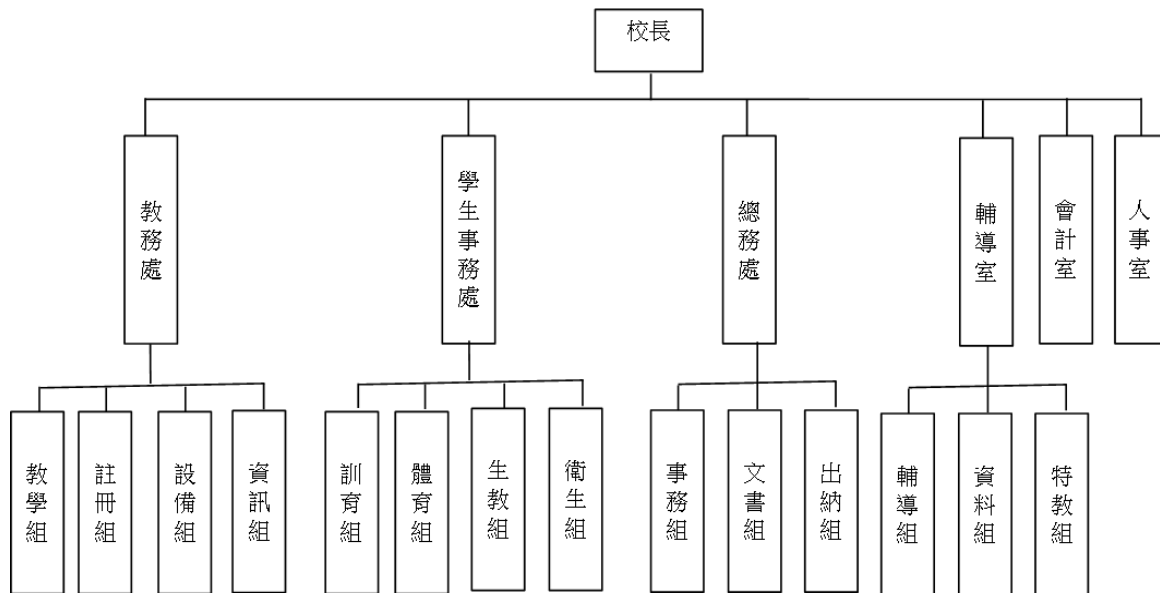 校長
教務處
學生事務處
總務處
輔導室
會計室
人事室
教學組
註冊組
設備組
資訊組
訓育組
體育組
生教組
衛生組
事務組
文書組
出納組
輔導組
資料組
特教組